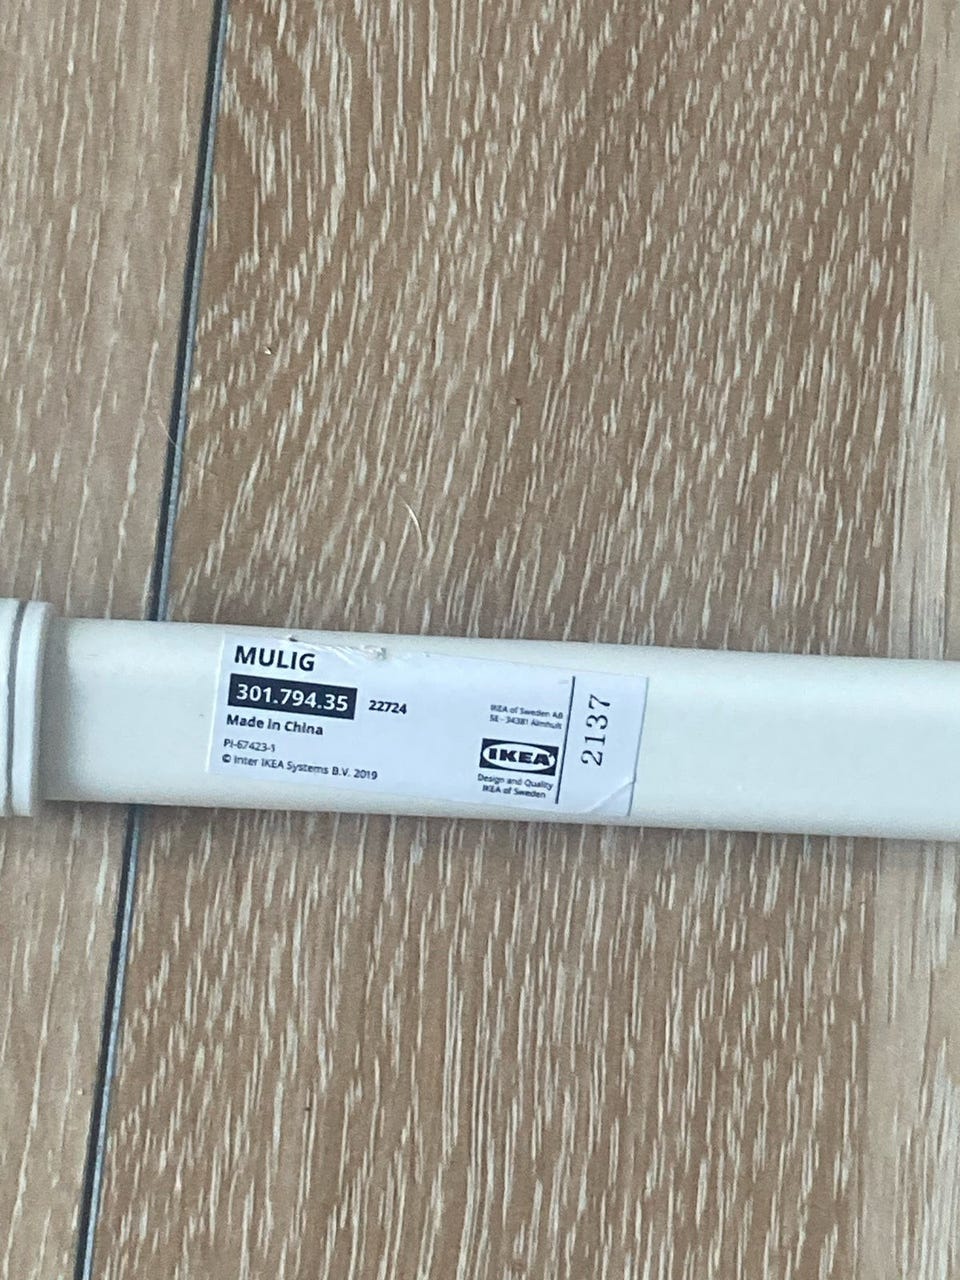 MULIG
301.794.35 22724
Made in China
PI-67423-1
© Inter IKEA Systems B.V. 2019
IKEA of Sweden AB
SE - 34381 Älmhult
IKEA
Design and Quality
IKEA of Sweden
2137